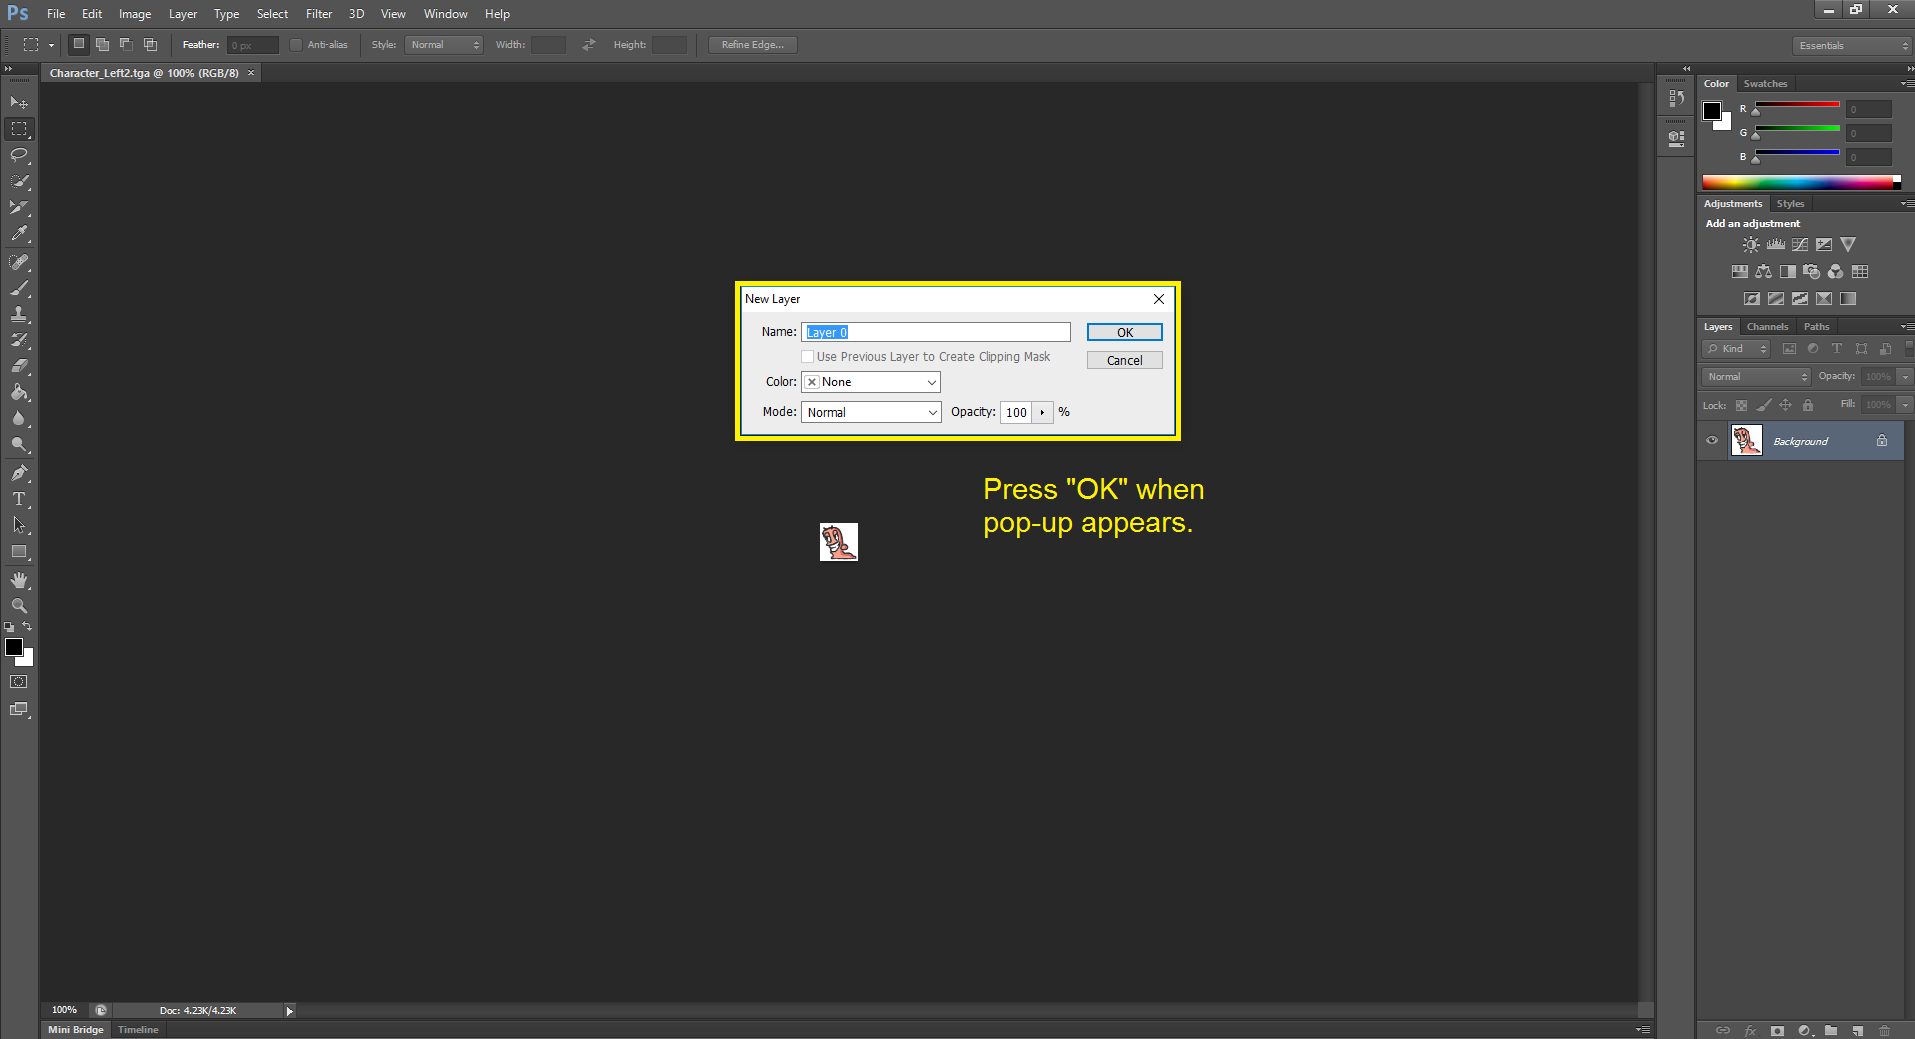 Ps File Edit Image Layer Type Select Filter 3D View Window Help
Feather: 0 px Anti-alias Style: Normal Width: Height: Refine Edge... Essentials
Character_Left2.tga @ 100% (RGB/8) ×
Color Swatches
R 0
G 0
B 0
Adjustments Styles
Add an adjustment
New Layer
Name: Layer 0 OK
Use Previous Layer to Create Clipping Mask Cancel
Color: None
Mode: Normal Opacity: 100 %
Layers Channels Paths
Kind
Normal Opacity: 100%
Lock: Fill: 100%
Background
Press "OK" when
pop-up appears.
100% Doc: 4.23K/4.23K
Mini Bridge Timeline
fx